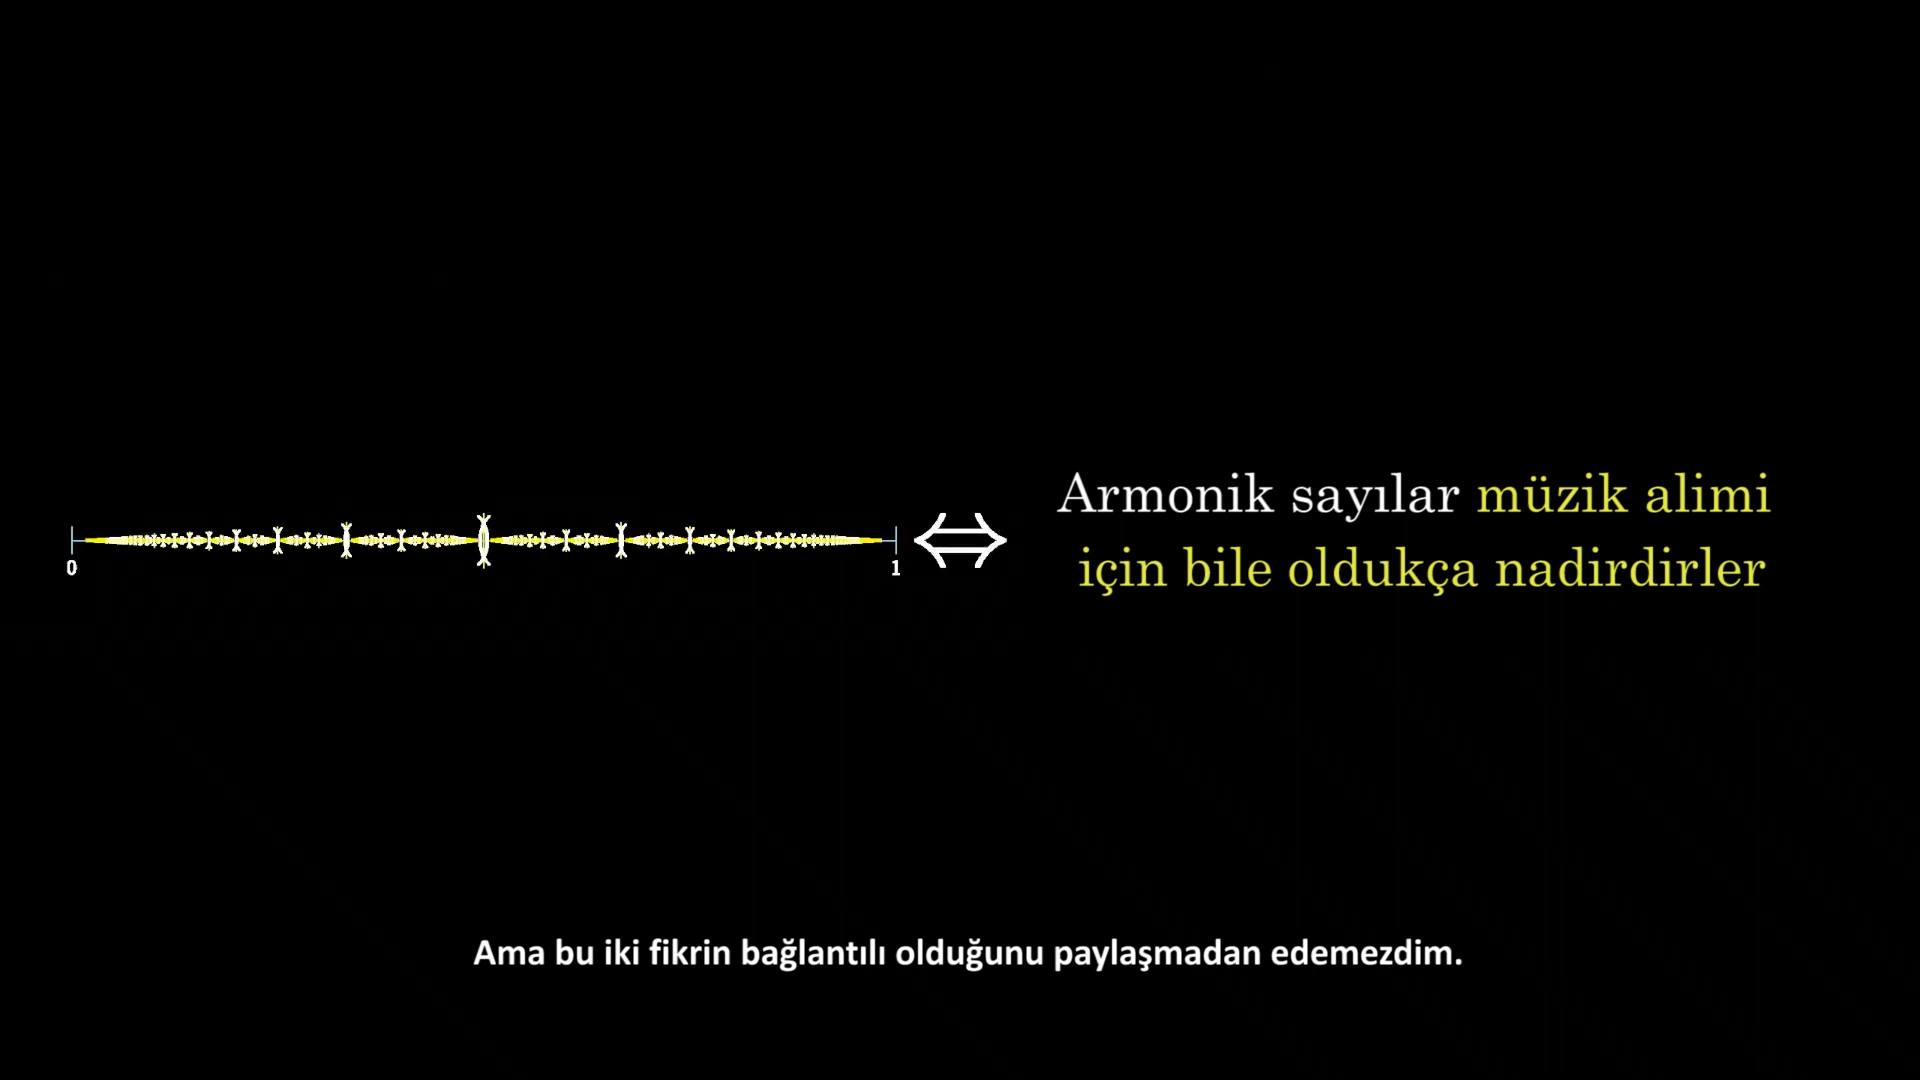 Armonik sayılar müzik alimi
için bile oldukça nadirdirler
0 1
Ama bu iki fikrin bağlantılı olduğunu paylaşmadan edemezdim.